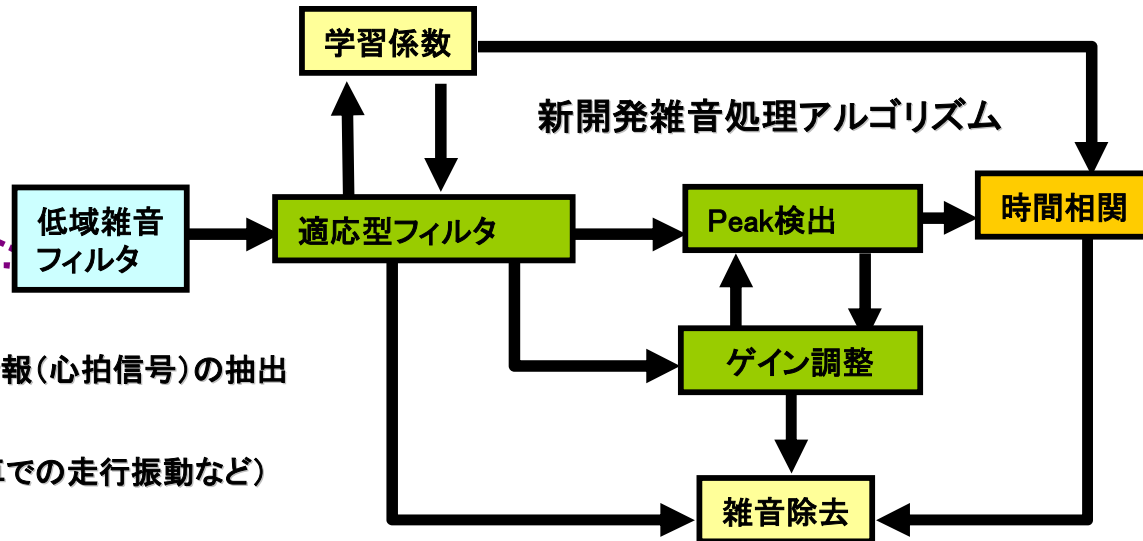 学習係数
新開発雑音処理アルゴリズム
低域雑音
フィルタ
適応型フィルタ
Peak検出
時間相関
報(心拍信号)の抽出
ゲイン調整
での走行振動など)
雑音除去